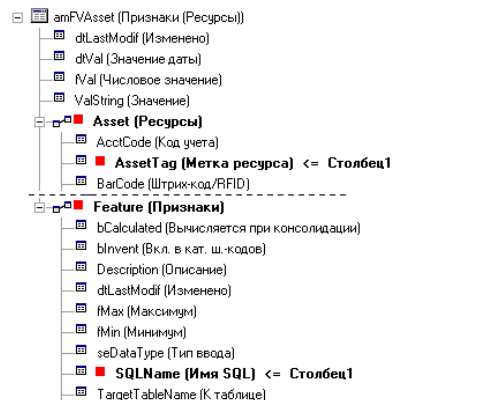 amFVAsset (Признаки (Ресурсы))
dtLastModif (Изменено)
dtVal (Значение даты)
fVal (Числовое значение)
ValString (Значение)
Asset (Ресурсы)
AcctCode (Код учета)
AssetTag (Метка ресурса) <= Столбец1
BarCode (Штрих-код/RFID)
Feature (Признаки)
bCalculated (Вычисляется при консолидации)
bInvent (Вкл. в кат. ш.-кодов)
Description (Описание)
dtLastModif (Изменено)
fMax (Максимум)
fMin (Минимум)
seDataType (Тип ввода)
SQLName (Имя SQL) <= Столбец1
TargetTableName (К таблице)